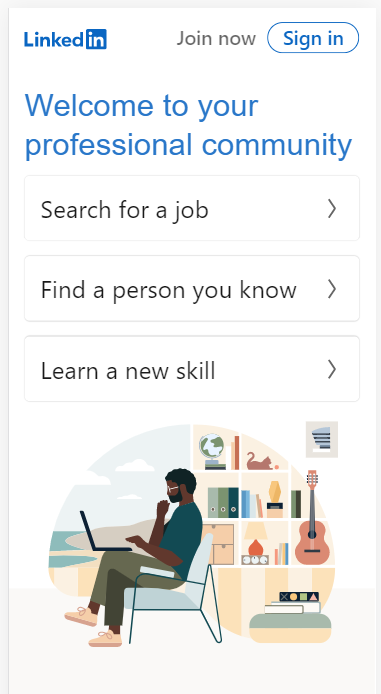 LinkedIn
Join now
Sign in
Welcome to your
professional community
Search for a job
Find a person you know
Learn a new skill